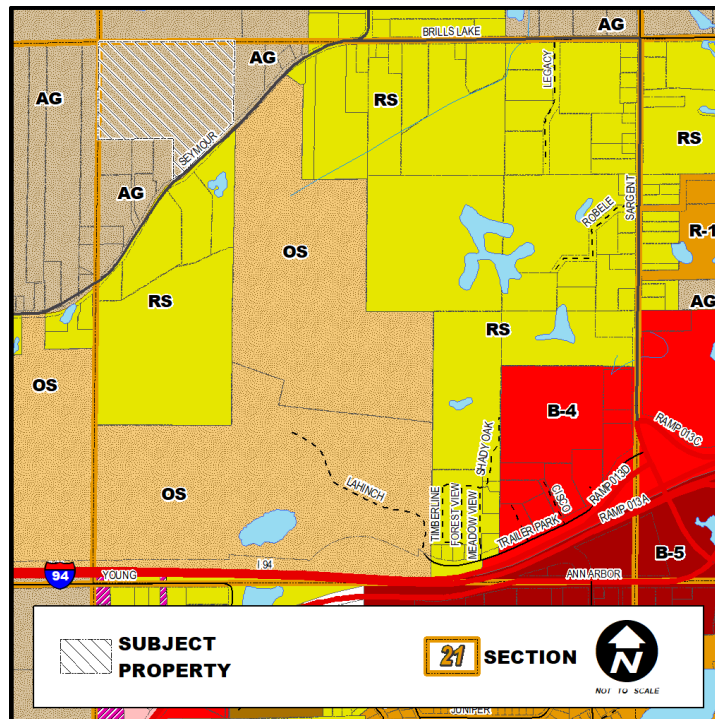 BRILLS LAKE
AG
AG
AG
LEGACY
RS
SEYMOUR
RS
AG
SARGENT
ROBELE
R-1
OS
AG
RS
RS
OS
B-4
RAMP 013C
SHADY OAK
LAHINCH
CISCO
RAMP 013D
RAMP 013A
OS
TIMBERLINE
FOREST VIEW
MEADOW VIEW
TRAILER PARK
B-5
I 94
94
YOUNG
ANN ARBOR
SUBJECT
PROPERTY
21 SECTION
N
NOT TO SCALE
JUNIPER